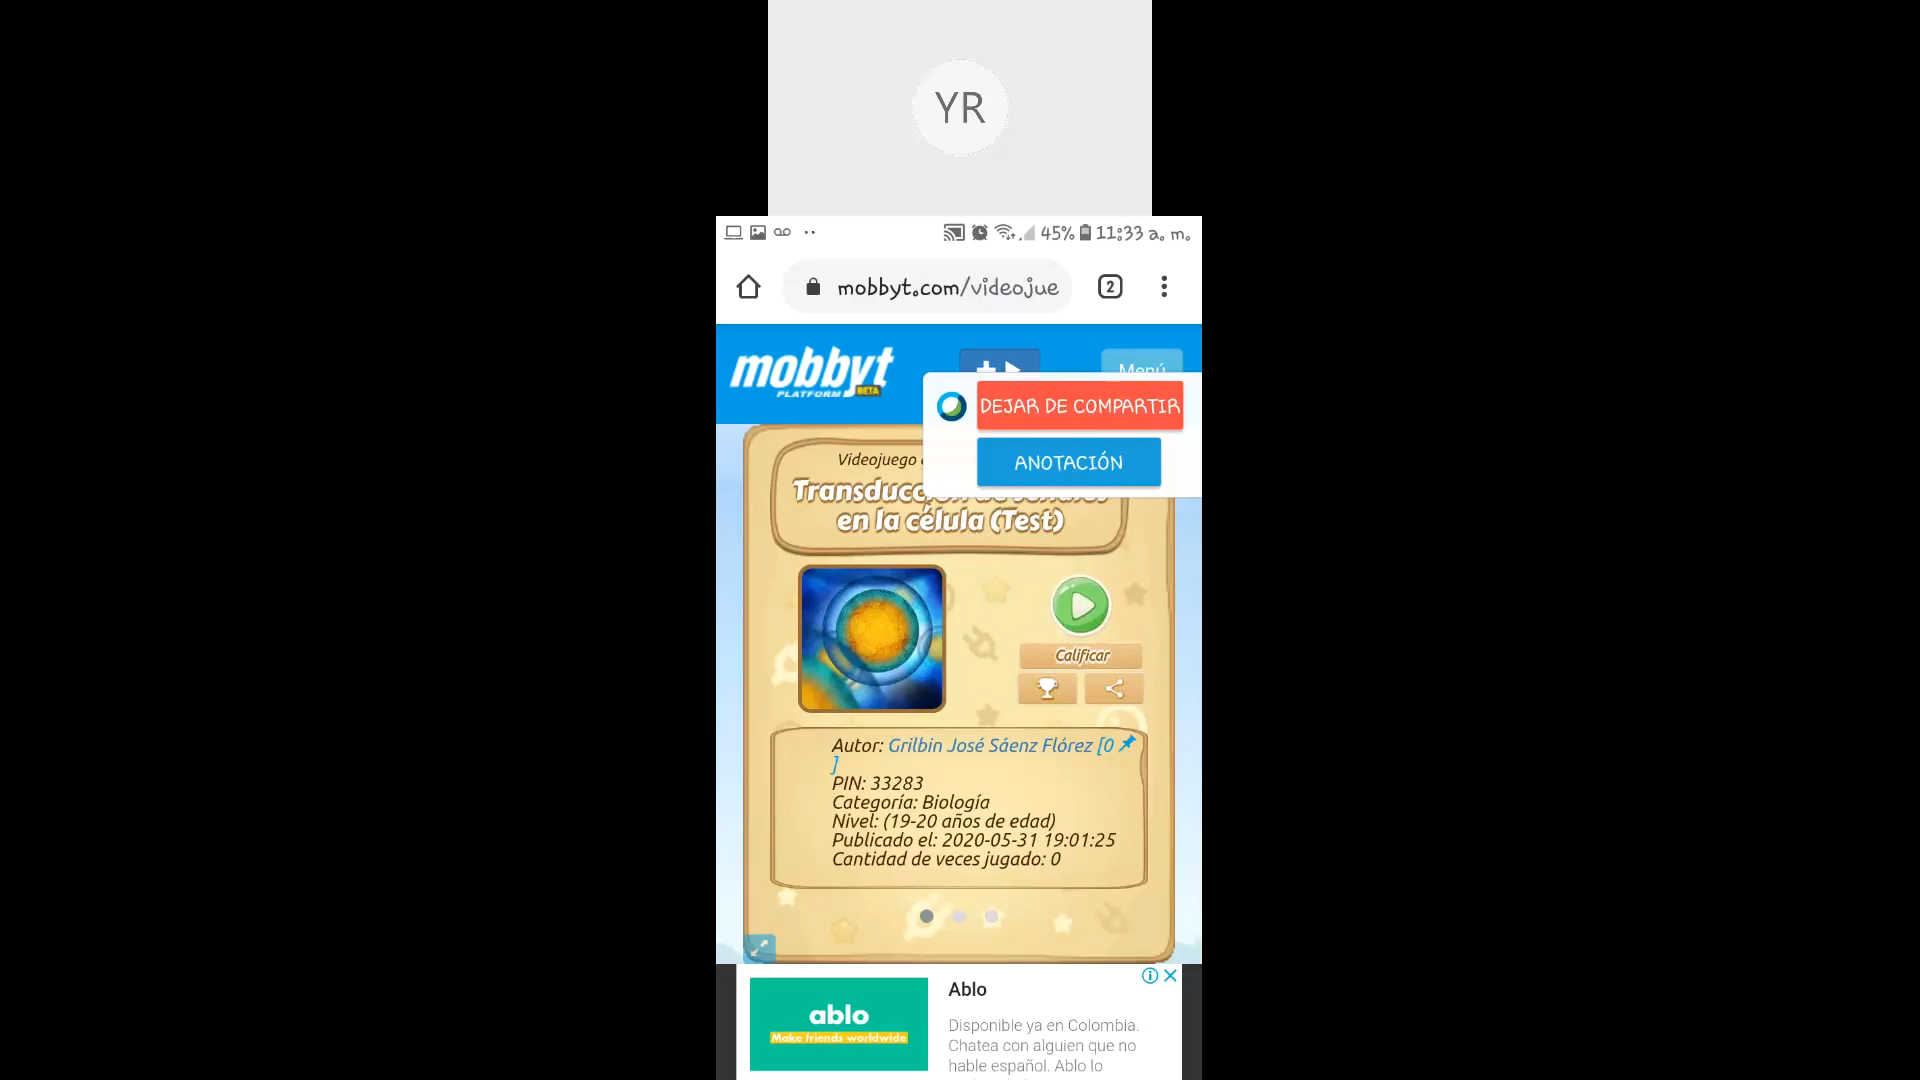 YR
45% 11:33 a. m.
mobbyt.com/videojue
2
mobbyt
PLATFORM BETA
Menú
DEJAR DE COMPARTIR
ANOTACIÓN
Videojuego
en la célula (Test)
Calificar
Autor: Grilbin José Sáenz Flórez [0
]
PIN: 33283
Categoría: Biología
Nivel: (19-20 años de edad)
Publicado el: 2020-05-31 19:01:25
Cantidad de veces jugado: 0
ablo
Make friends worldwide
Ablo
Disponible ya en Colombia.
Chatea con alguien que no
hable español. Ablo lo